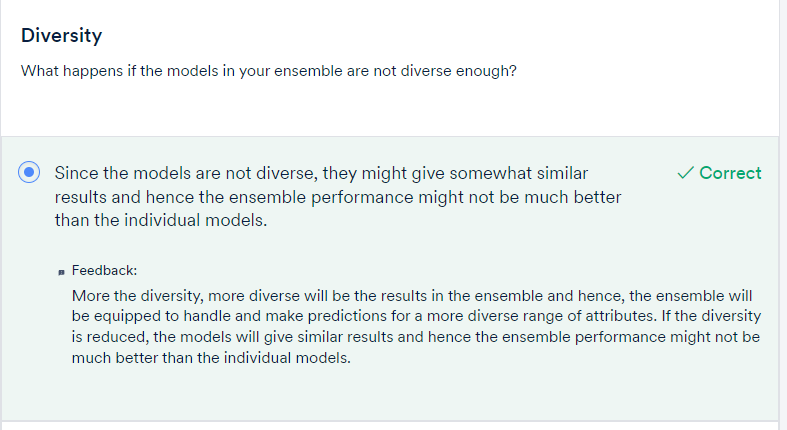 Diversity
What happens if the models in your ensemble are not diverse enough?
Since the models are not diverse, they might give somewhat similar
results and hence the ensemble performance might not be much better
than the individual models.
Correct
Feedback:
More the diversity, more diverse will be the results in the ensemble and hence, the ensemble will
be equipped to handle and make predictions for a more diverse range of attributes. If the diversity
is reduced, the models will give similar results and hence the ensemble performance might not be
much better than the individual models.